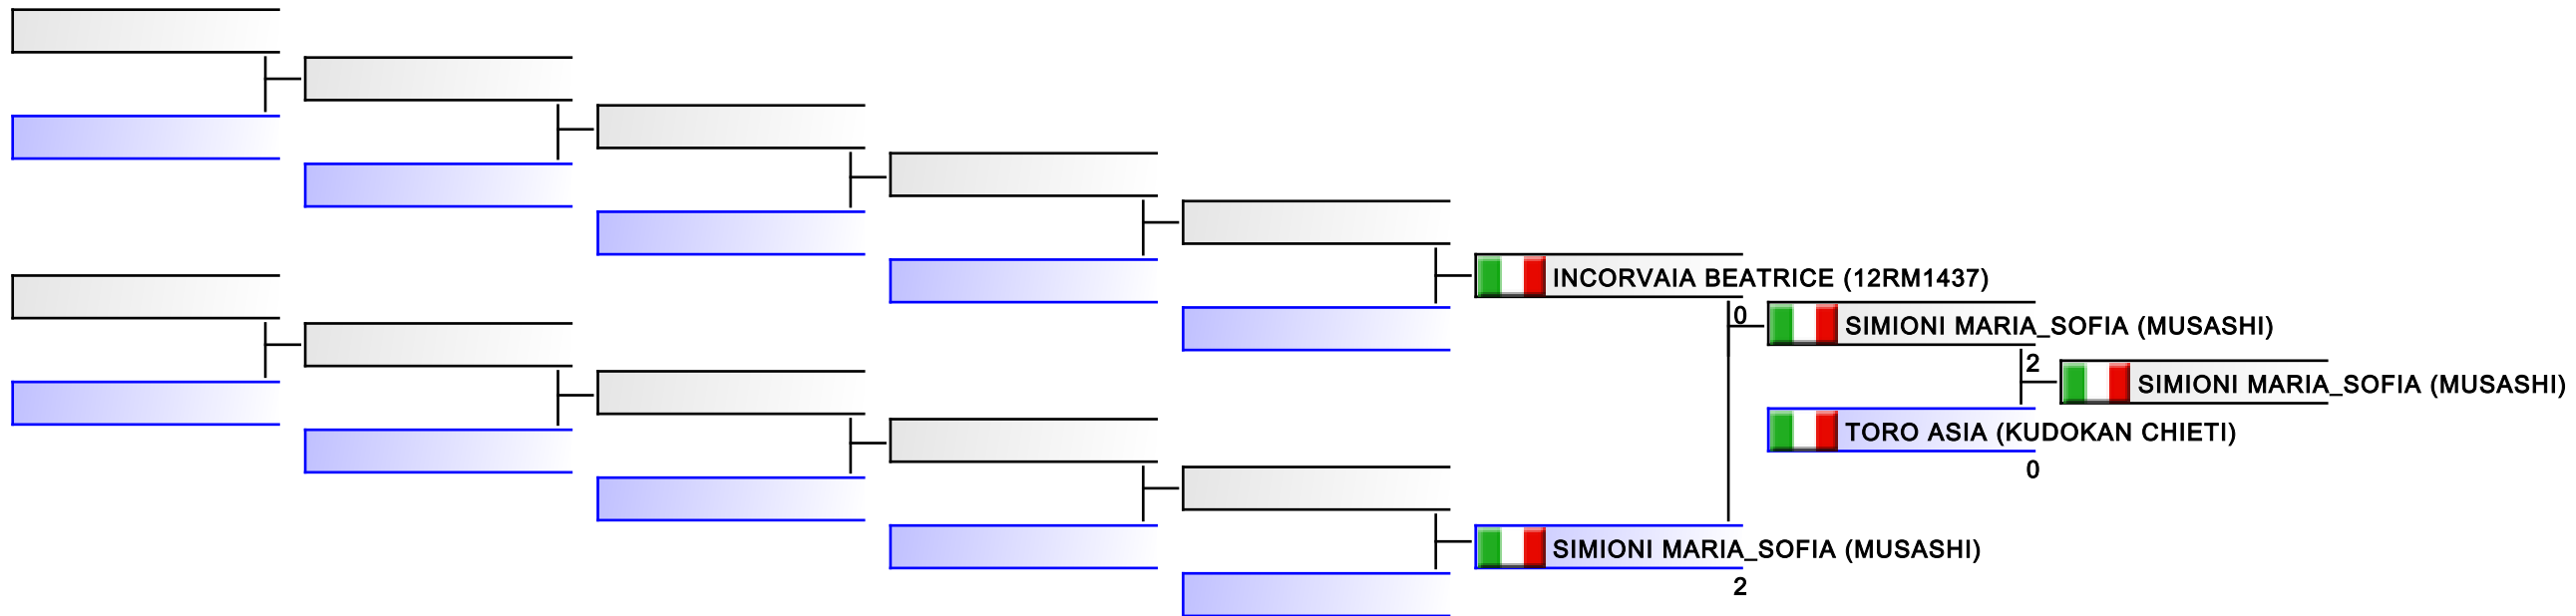 INCORVAIA BEATRICE (12RM1437)
0
SIMIONI MARIA_SOFIA (MUSASHI)
2
SIMIONI MARIA_SOFIA (MUSASHI)
TORO ASIA (KUDOKAN CHIETI)
0
SIMIONI MARIA_SOFIA (MUSASHI)
2